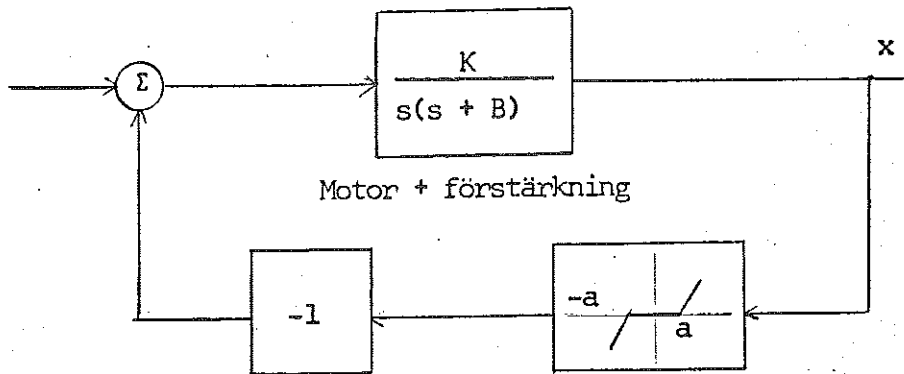 x
Σ
K
s(s + B)
Motor + förstärkning
-1
-a
a